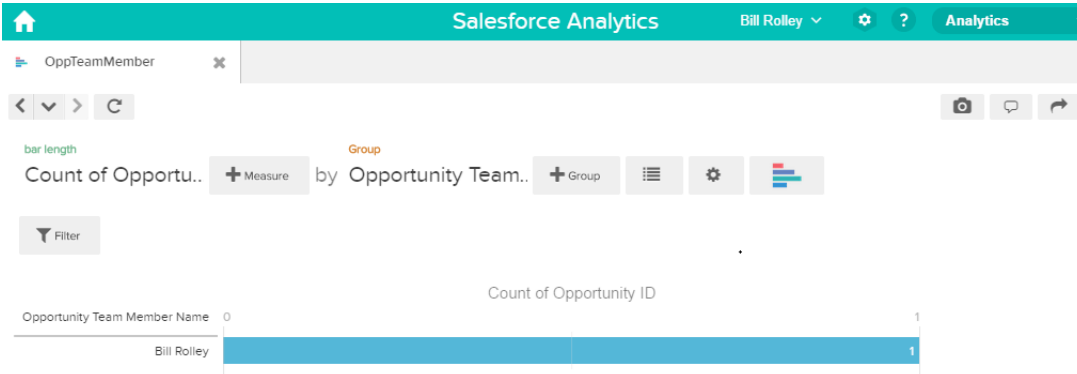 Salesforce Analytics Bill Rolley ? Analytics
OppTeamMember
bar length Group
Count of Opportu.. + Measure by Opportunity Team.. + Group
Filter
Count of Opportunity ID
Opportunity Team Member Name 0 1
Bill Rolley 1